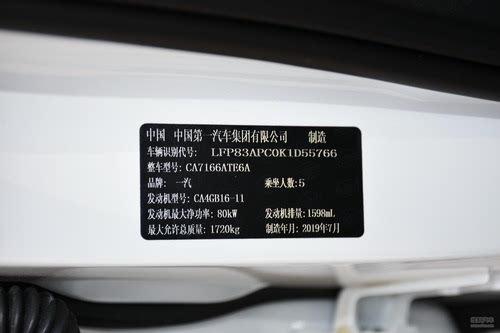 中国 中国第一汽车集团有限公司 制造
车辆识别代号: LFP83APC0K1D55766
整车型号: CA7166ATE6A
品牌: 一汽 乘坐人数: 5
发动机型号: CA4GB16-11
发动机最大净功率: 80kW 发动机排量: 1598mL
最大允许总质量: 1720kg 制造年月: 2019年7月